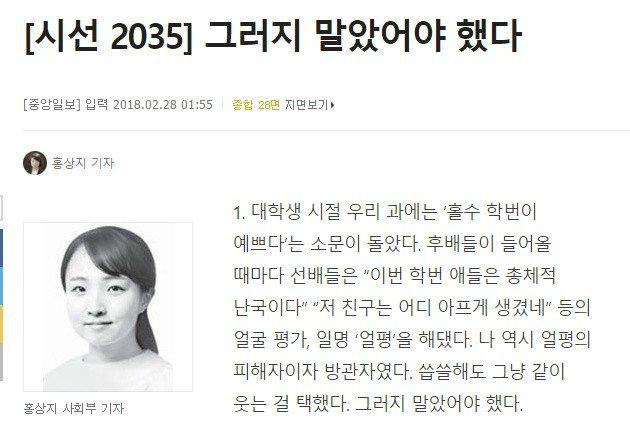 [시선 2035] 그러지 말았어야 했다
[중앙일보] 입력 2018.02.28 01:55 | 종합 28면 지면보기
홍상지 기자
1. 대학생 시절 우리 과에는 ‘홀수 학번이
예쁘다’는 소문이 돌았다. 후배들이 들어올
때마다 선배들은 “이번 학번 애들은 총체적
난국이다” “저 친구는 어디 아프게 생겼네” 등의
얼굴 평가, 일명 ‘얼평’을 해댔다. 나 역시 얼평의
피해자이자 방관자였다. 씁쓸해도 그냥 같이
웃는 걸 택했다. 그러지 말았어야 했다.
홍상지 사회부 기자